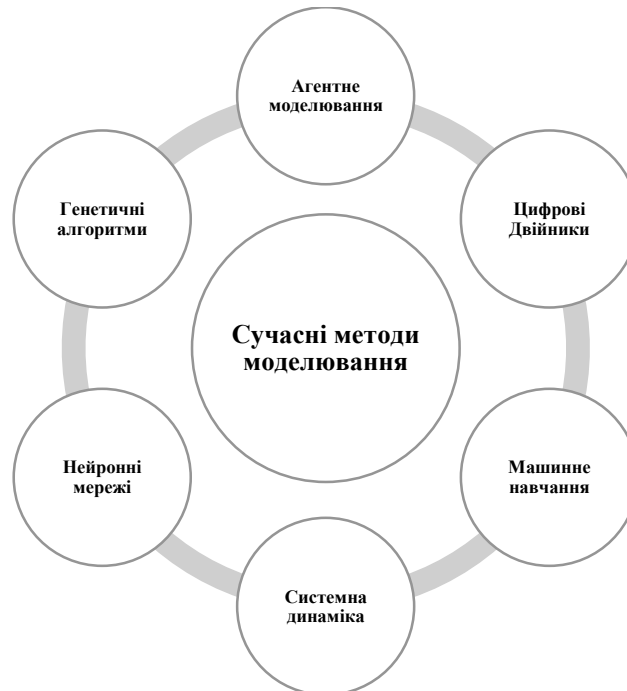 Агентне
моделювання
Генетичні
алгоритми
Цифрові
Двійники
Сучасні методи
моделювання
Нейронні
мережі
Машинне
навчання
Системна
динаміка